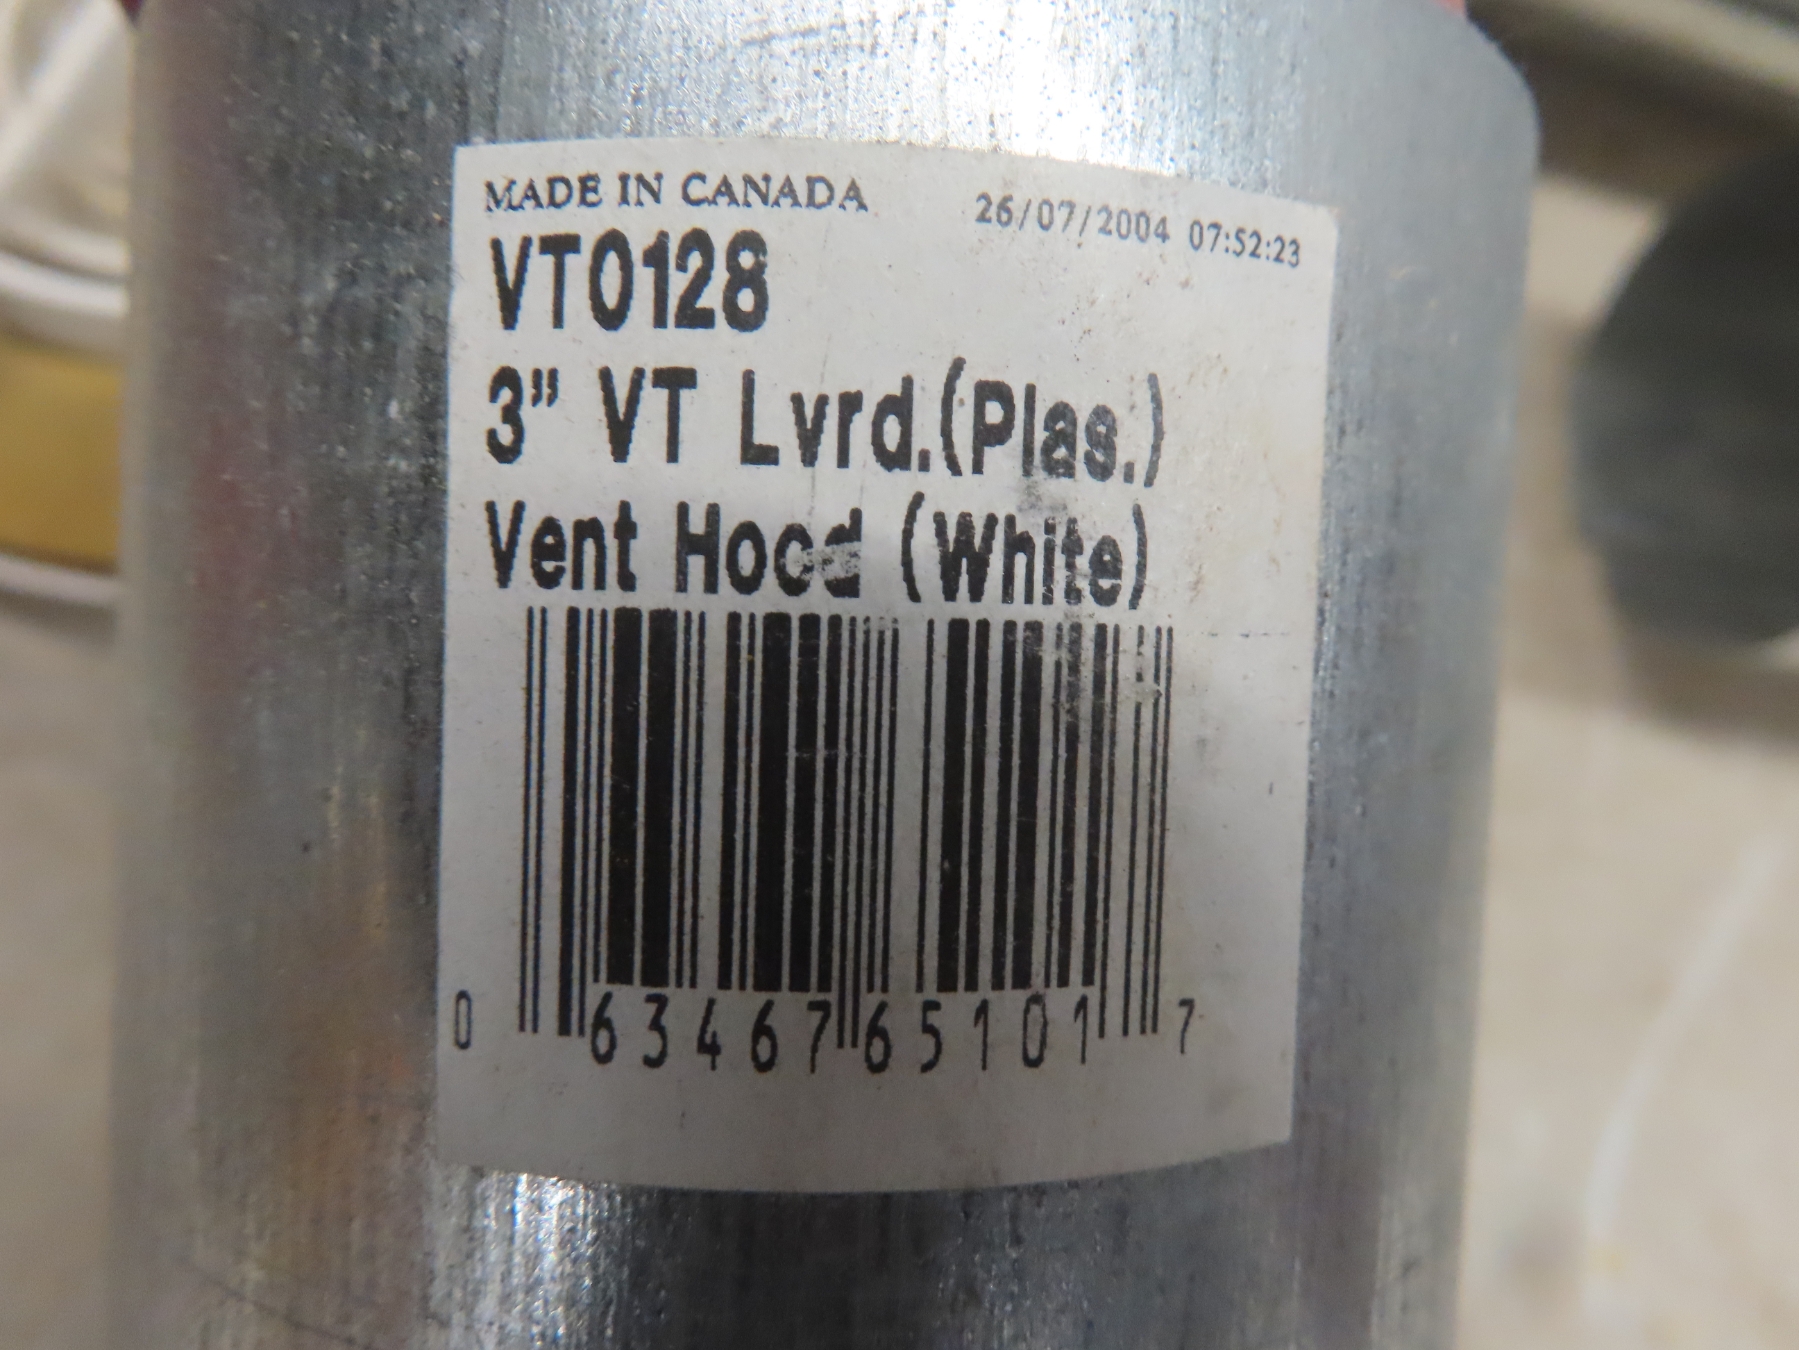 MADE IN CANADA 26/07/2004 07:52:23
VT0128
3" VT Lvrd.(Plas.)
Vent Hood (White)
0 63467 65101 7